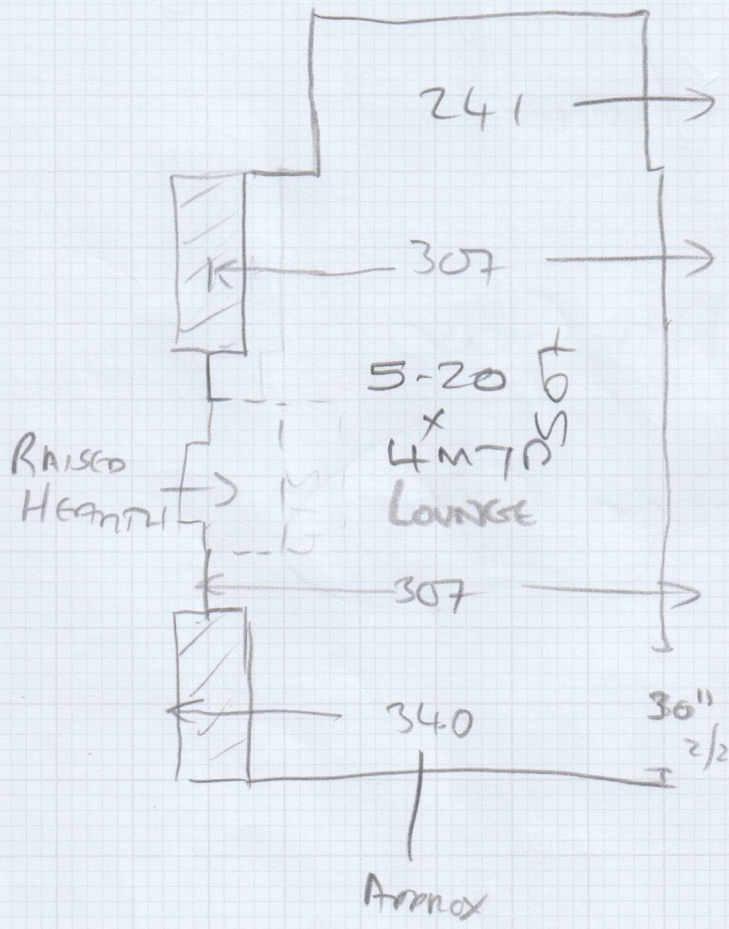 241
307
5-20
x
4M70
LOUNGE
RAISED
HEARTH
307
340
30"
2/2
APPROX